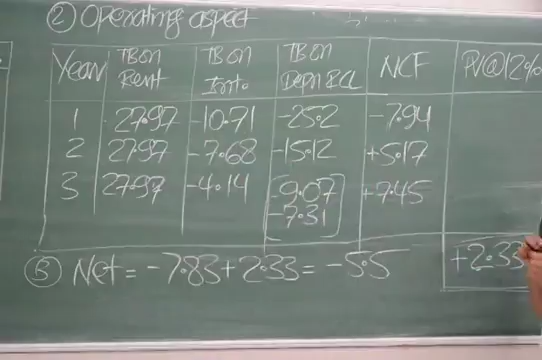 ② Operating aspect
Year TB on Rent TB on Int. TB on Depn &CL NCF PV@12%
1 27.97 -10.71 -25.2 -7.94
2 27.97 -7.68 -15.12 +5.17
3 27.97 -4.14 -9.07 +7.45
-7.31
+2.33
③ Net = -7.83 + 2.33 = -5.5